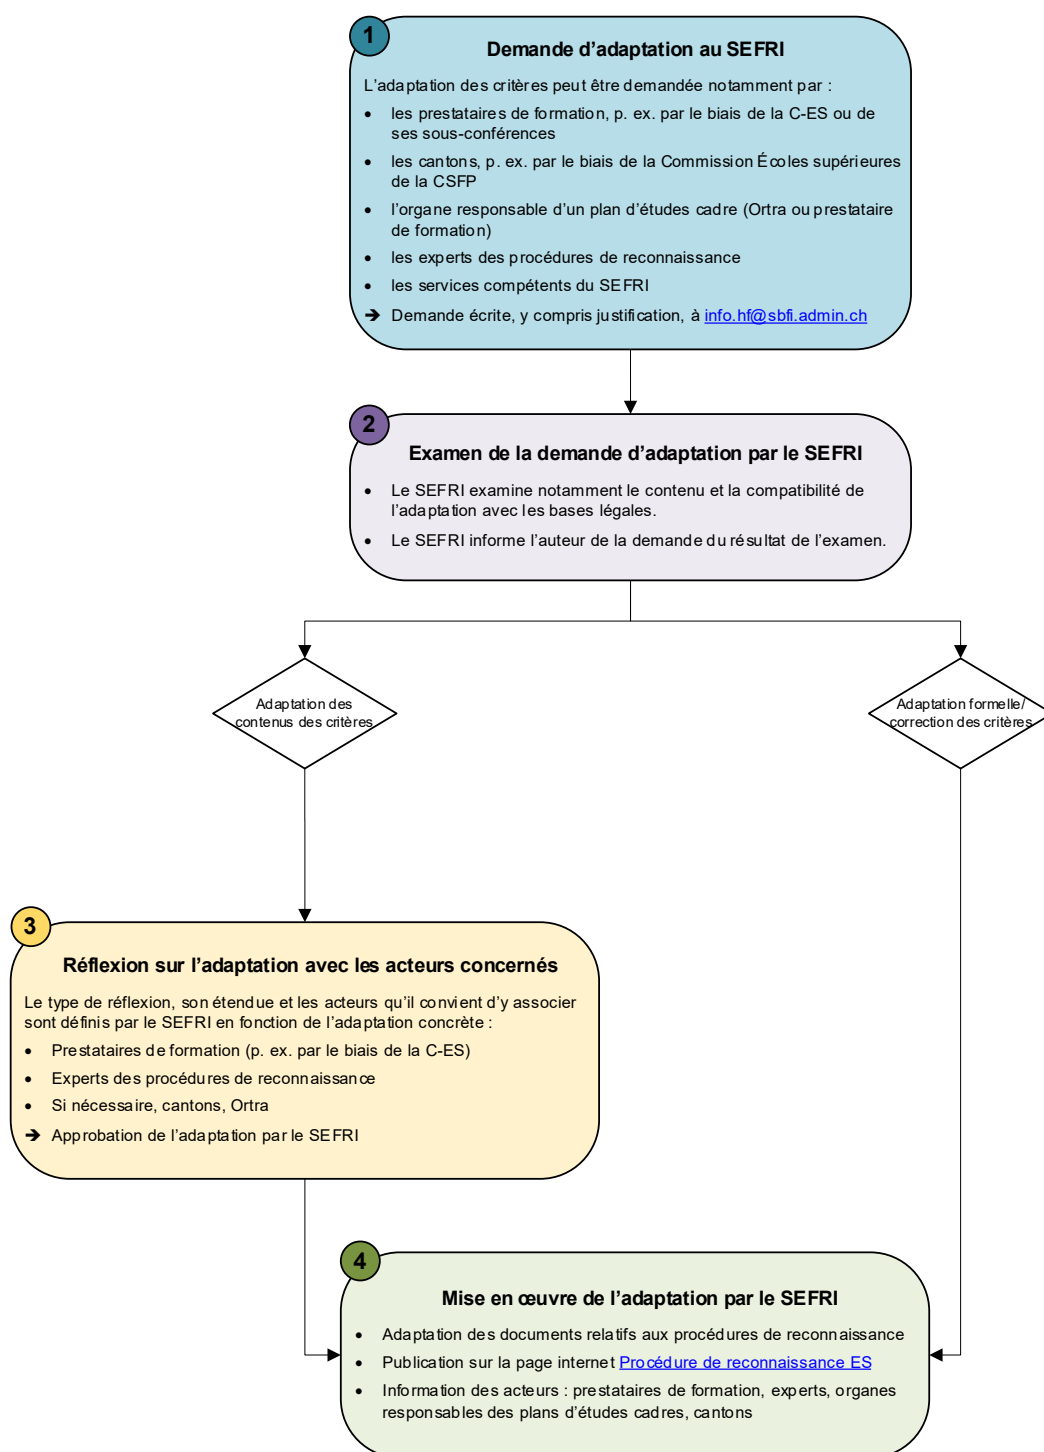 1
Demande d’adaptation au SEFRI
L’adaptation des critères peut être demandée notamment par :
• les prestataires de formation, p. ex. par le biais de la C-ES ou de
ses sous-conférences
• les cantons, p. ex. par le biais de la Commission Écoles supérieures
de la CSFP
• l’organe responsable d’un plan d’études cadre (Ortra ou prestataire
de formation)
• les experts des procédures de reconnaissance
• les services compétents du SEFRI
➔ Demande écrite, y compris justification, à info.hf@sbfi.admin.ch
2
Examen de la demande d’adaptation par le SEFRI
• Le SEFRI examine notamment le contenu et la compatibilité de
l’adaptation avec les bases légales.
• Le SEFRI informe l’auteur de la demande du résultat de l’examen.
Adaptation des
contenus des critères
Adaptation formelle/
correction des critères
3
Réflexion sur l’adaptation avec les acteurs concernés
Le type de réflexion, son étendue et les acteurs qu’il convient d’y associer
sont définis par le SEFRI en fonction de l’adaptation concrète :
• Prestataires de formation (p. ex. par le biais de la C-ES)
• Experts des procédures de reconnaissance
• Si nécessaire, cantons, Ortra
➔ Approbation de l’adaptation par le SEFRI
4
Mise en œuvre de l’adaptation par le SEFRI
• Adaptation des documents relatifs aux procédures de reconnaissance
• Publication sur la page internet Procédure de reconnaissance ES
• Information des acteurs : prestataires de formation, experts, organes
responsables des plans d’études cadres, cantons